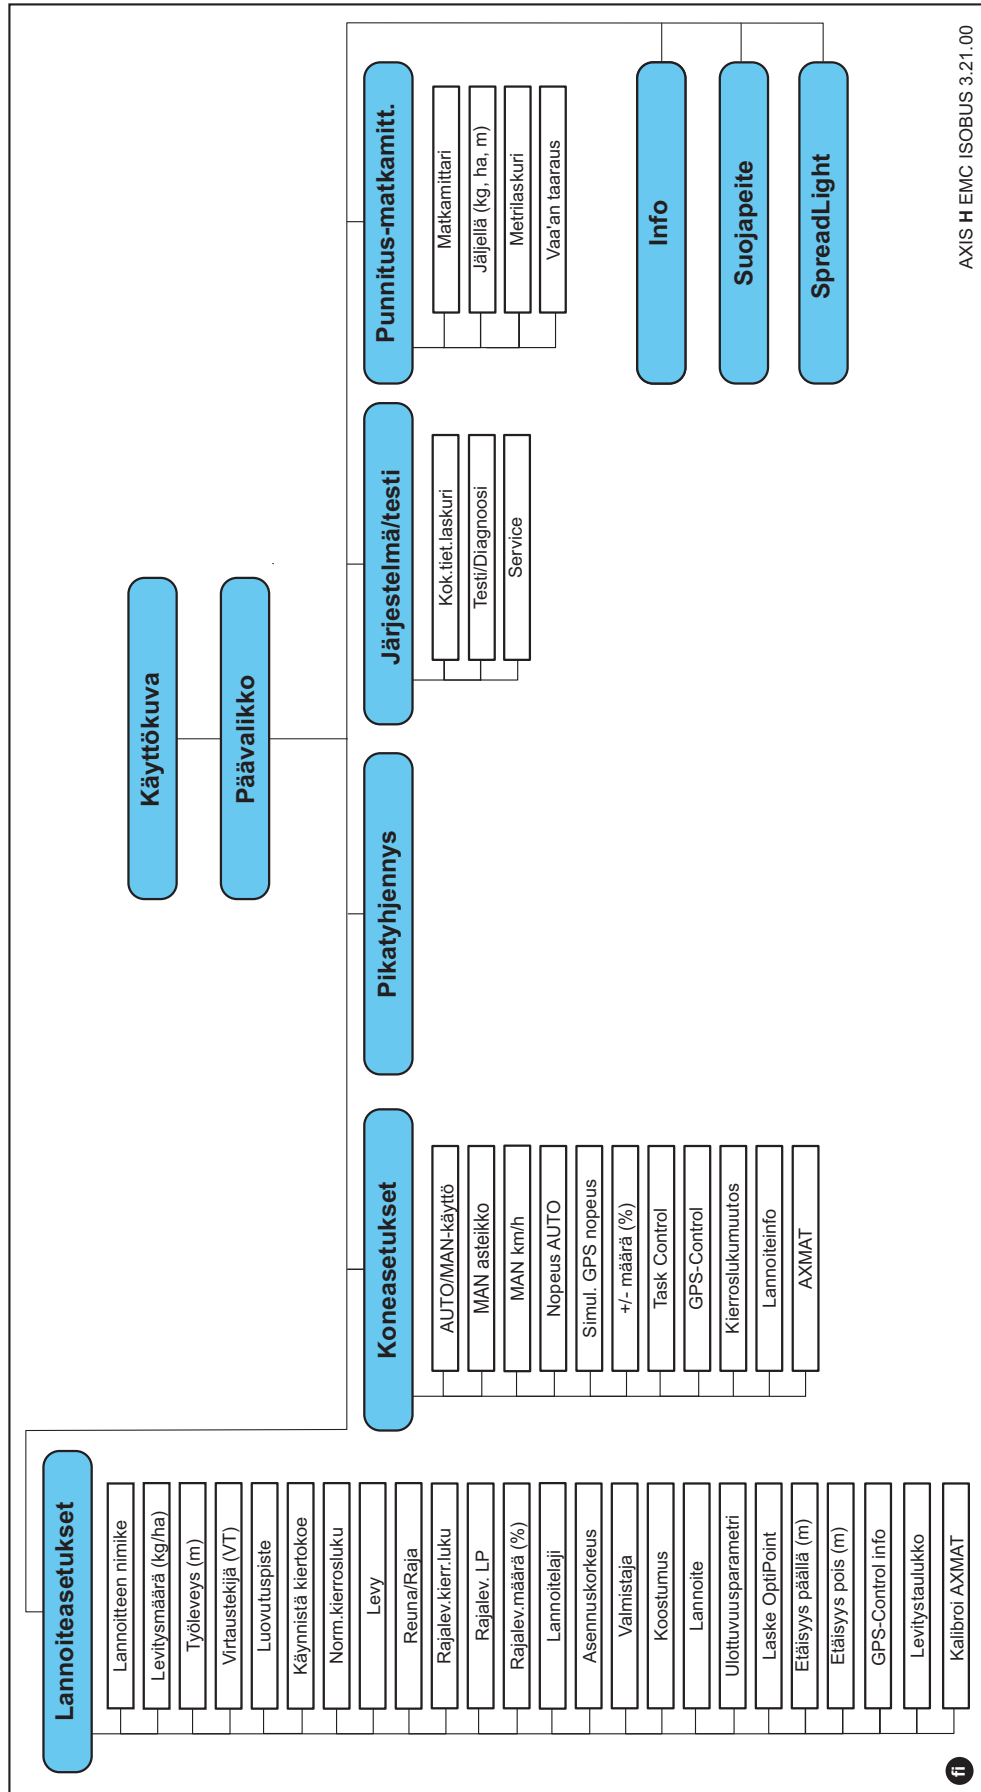 Käyttökuva
Päävalikko
Lannoiteasetukset
Lannoitteen nimike
Levitysmäärä (kg/ha)
Työleveys (m)
Virtaustekijä (VT)
Luovutuspiste
Käynnistä kiertokoe
Norm.kierrosluku
Levy
Reuna/Raja
Rajalev.kierr.luku
Rajalev. LP
Rajalev.määrä (%)
Lannoitelaji
Asennuskorkeus
Valmistaja
Koostumus
Lannoite
Ulottuvuusparametri
Laske OptiPoint
Etäisyys päällä (m)
Etäisyys pois (m)
GPS-Control info
Levitystaulukko
Kalibroi AXMAT
Koneasetukset
AUTO/MAN-käyttö
MAN asteikko
MAN km/h
Nopeus AUTO
Simul. GPS nopeus
+/- määrä (%)
Task Control
GPS-Control
Kierroslukumuutos
Lannoiteinfo
AXMAT
Pikatyhjennys
Järjestelmä/testi
Kok.tiet.laskuri
Testi/Diagnoosi
Service
Punnitus-matkamitt.
Matkamittari
Jäljellä (kg, ha, m)
Metrilaskuri
Vaa'an taaraus
Info
Suojapeite
SpreadLight
fi
AXIS H EMC ISOBUS 3.21.00